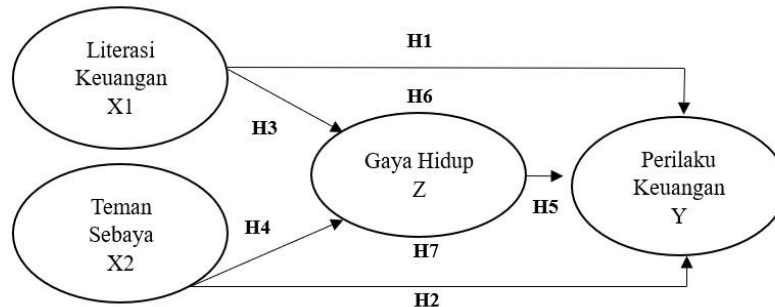 H1
Literasi
Keuangan
X1
H6
H3
Gaya Hidup
Z
Perilaku
Keuangan
Y
H5
Teman
Sebaya
X2
H4
H7
H2